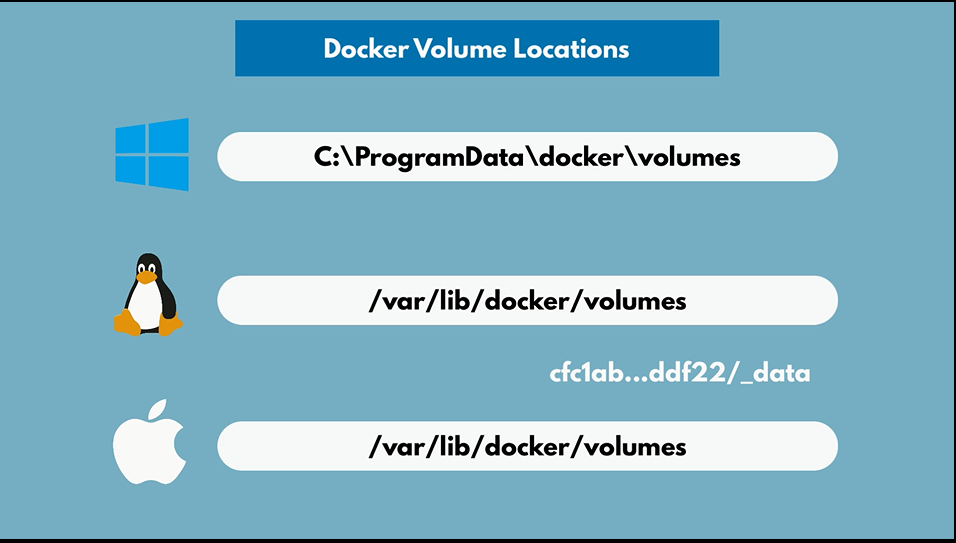 Docker Volume Locations
C:\ProgramData\docker\volumes
/var/lib/docker/volumes
cfc1ab...ddf22/_data
/var/lib/docker/volumes